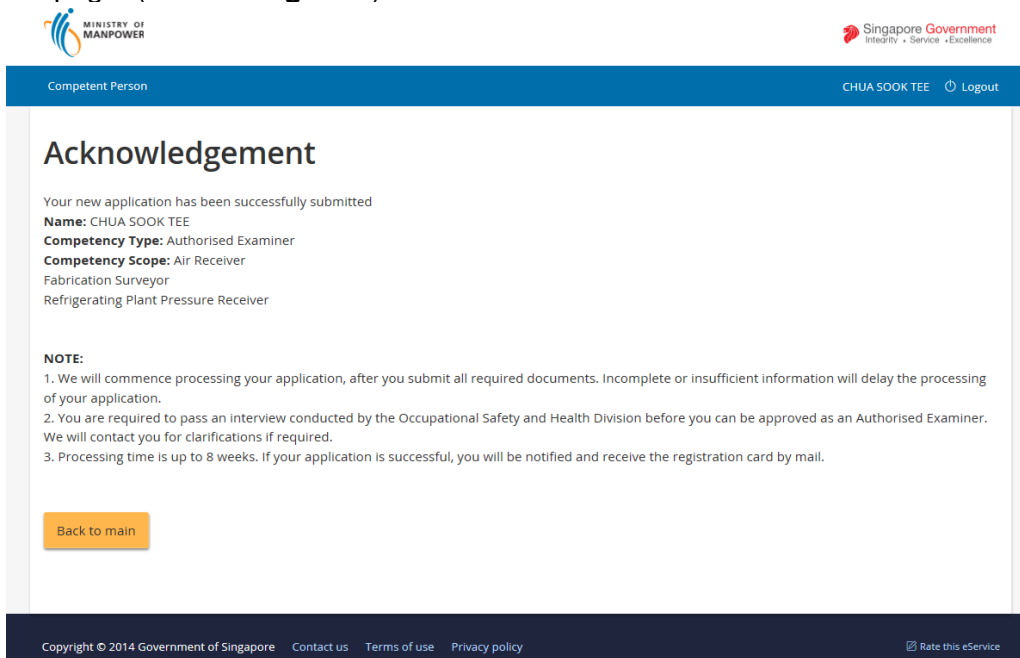 MINISTRY OF
MANPOWER
Singapore Government
Integrity • Service • Excellence
Competent Person
CHUA SOOK TEE Logout
Acknowledgement
Your new application has been successfully submitted
Name: CHUA SOOK TEE
Competency Type: Authorised Examiner
Competency Scope: Air Receiver
Fabrication Surveyor
Refrigerating Plant Pressure Receiver
NOTE:
1. We will commence processing your application, after you submit all required documents. Incomplete or insufficient information will delay the processing
of your application.
2. You are required to pass an interview conducted by the Occupational Safety and Health Division before you can be approved as an Authorised Examiner.
We will contact you for clarifications if required.
3. Processing time is up to 8 weeks. If your application is successful, you will be notified and receive the registration card by mail.
Back to main
Copyright © 2014 Government of Singapore Contact us Terms of use Privacy policy
Rate this eService